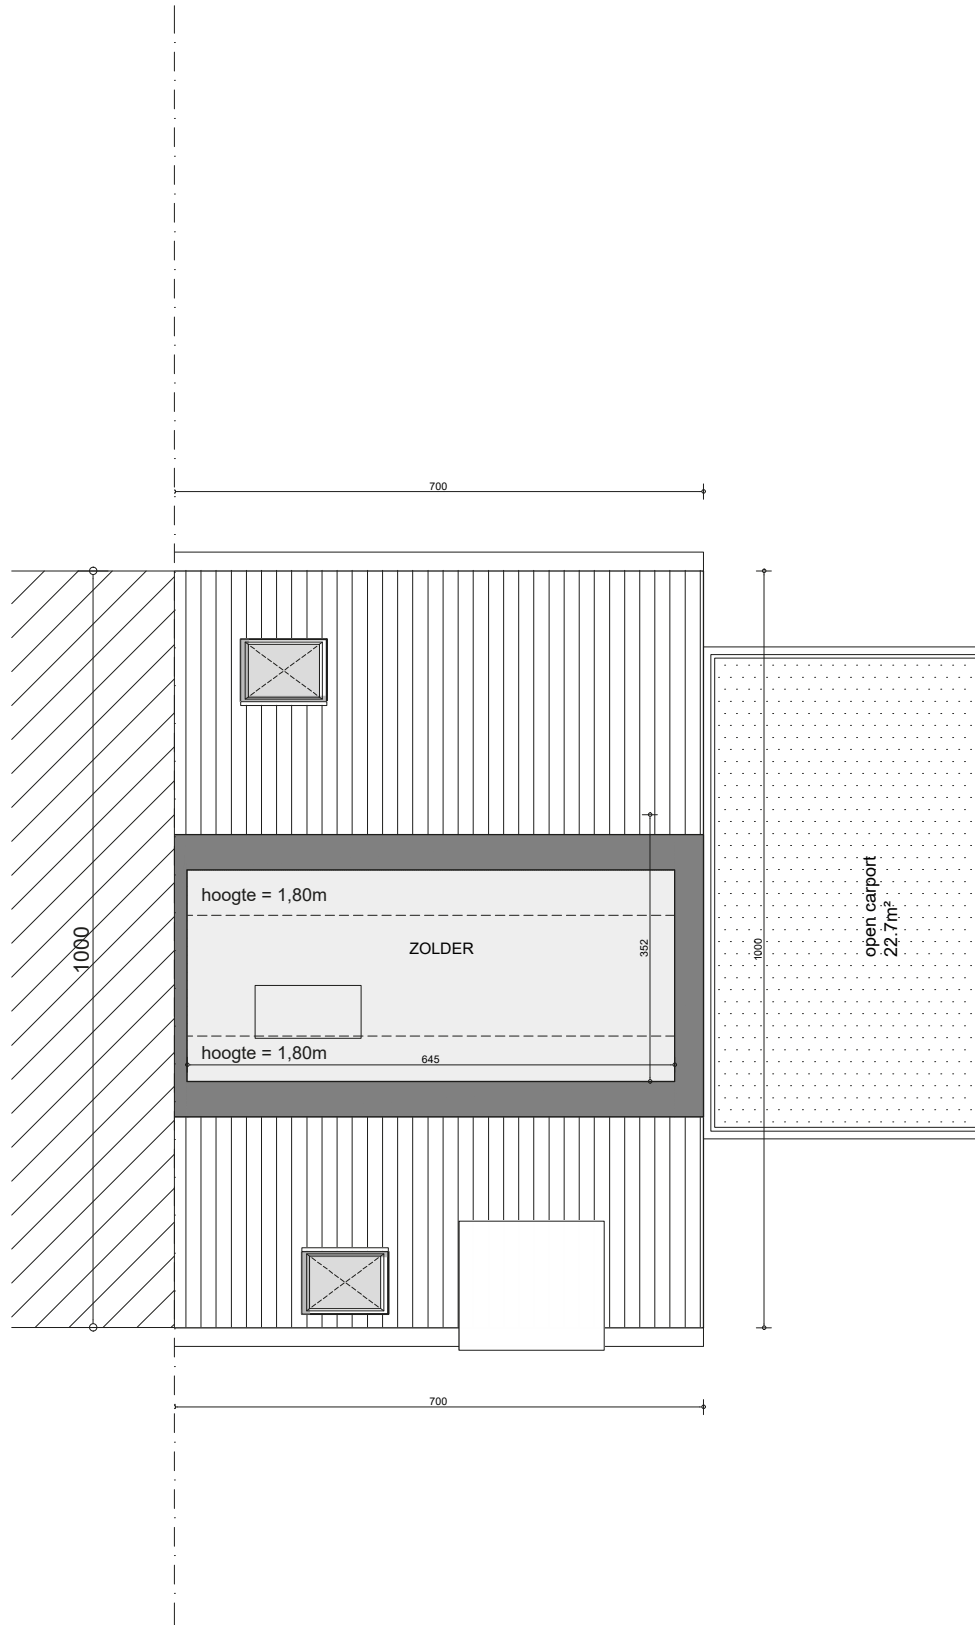 700
hoogte = 1,80m
ZOLDER
352
1000
1000
open carport
22.7m²
hoogte = 1,80m
645
700